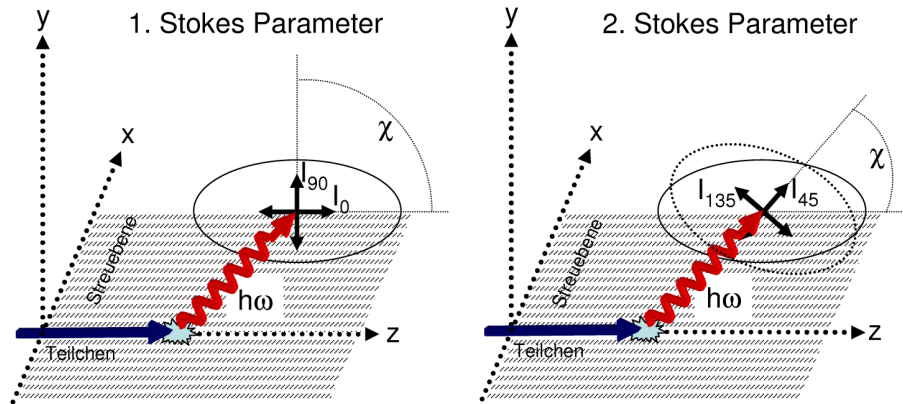 1. Stokes Parameter
y
x
χ
I90
I0
Streuebene
hω
z
Teilchen
2. Stokes Parameter
y
x
χ
I135
I45
Streuebene
hω
z
Teilchen